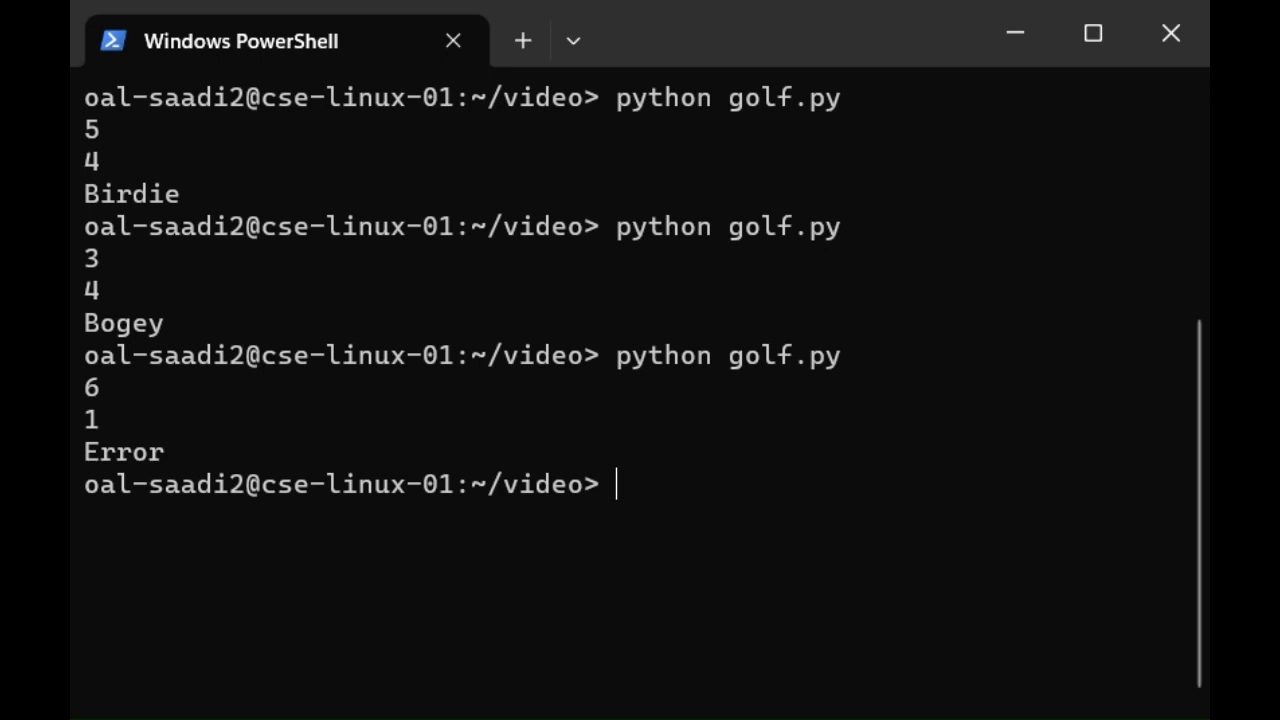 Windows PowerShell
oal-saadi2@cse-linux-01:~/video> python golf.py
5
4
Birdie
oal-saadi2@cse-linux-01:~/video> python golf.py
3
4
Bogey
oal-saadi2@cse-linux-01:~/video> python golf.py
6
1
Error
oal-saadi2@cse-linux-01:~/video>